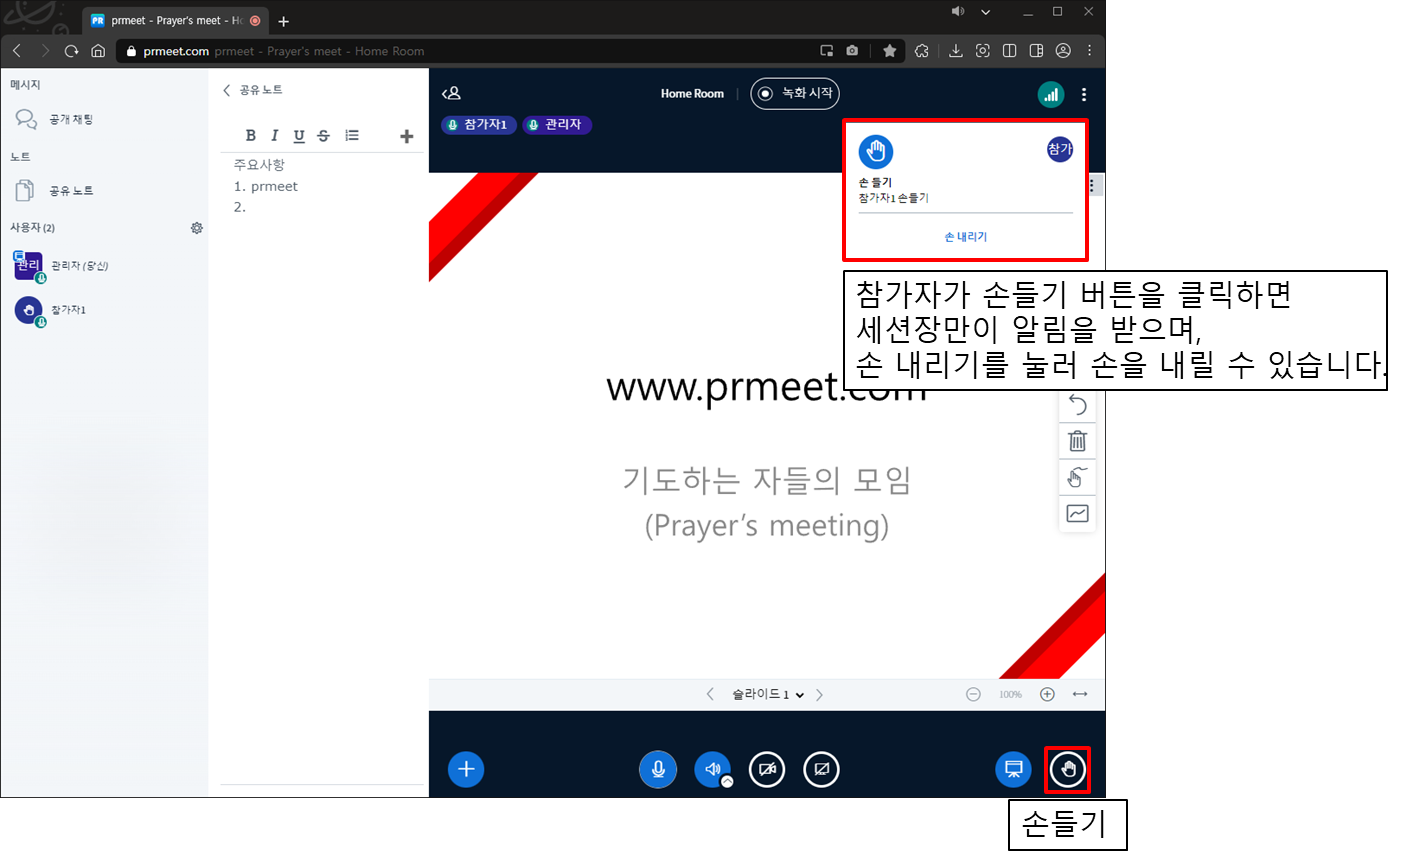 PR prmeet - Prayer's meet - Ho
prmeet.com prmeet - Prayer's meet - Home Room
메시지
공개 채팅
노트
공유 노트
사용자 (2)
관리 관리자 (당신)
참가자1
공유 노트
B I U S
주요사항
1. prmeet
2.
Home Room
녹화 시작
참가자1 관리자
참가
손 들기
참가자1 손들기
손 내리기
참가자가 손들기 버튼을 클릭하면
세션장만이 알림을 받으며,
손 내리기를 눌러 손을 내릴 수 있습니다.
www.prmeet.com
기도하는 자들의 모임
(Prayer's meeting)
슬라이드 1
100%
손들기